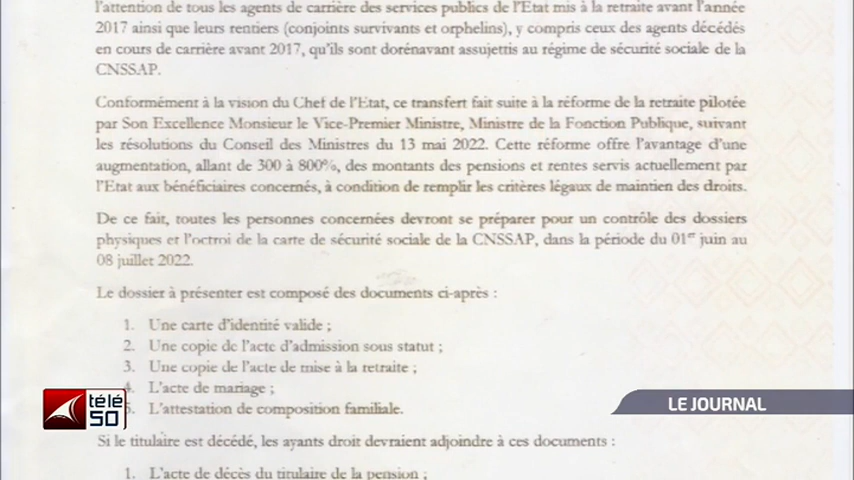 l'attention de tous les agents de carrière des services publics de l'Etat mis à la retraite avant l'année
2017 ainsi que leurs rentiers (conjoints survivants et orphelins), y compris ceux des agents décédés
en cours de carrière avant 2017, qu'ils sont dorénavant assujettis au régime de sécurité sociale de la
CNSSAP.
Conformément à la vision du Chef de l'Etat, ce transfert fait suite à la réforme de la retraite pilotée
par Son Excellence Monsieur le Vice-Premier Ministre, Ministre de la Fonction Publique, suivant
les résolutions du Conseil des Ministres du 13 mai 2022. Cette réforme offre l'avantage d'une
augmentation, allant de 300 à 800%, des montants des pensions et rentes servis actuellement par
l'Etat aux bénéficiaires concernés, à condition de remplir les critères légaux de maintien des droits.
De ce fait, toutes les personnes concernées devront se préparer pour un contrôle des dossiers
physiques et l'octroi de la carte de sécurité sociale de la CNSSAP, dans la période du 01er juin au
08 juillet 2022.
Le dossier à présenter est composé des documents ci-après :
1. Une carte d'identité valide ;
2. Une copie de l'acte d'admission sous statut ;
3. Une copie de l'acte de mise à la retraite ;
4. L'acte de mariage ;
5. L'attestation de composition familiale.
télé
50
LE JOURNAL
Si le titulaire est décédé, les ayants droit devraient adjoindre à ces documents :
1. L'acte de décès du titulaire de la pension ;